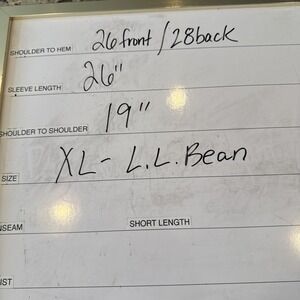 SHOULDER TO HEM 26 front / 28 back
SLEEVE LENGTH 26"
SHOULDER TO SHOULDER 19"
SIZE XL - L.L. Bean
NSEAM SHORT LENGTH
IST